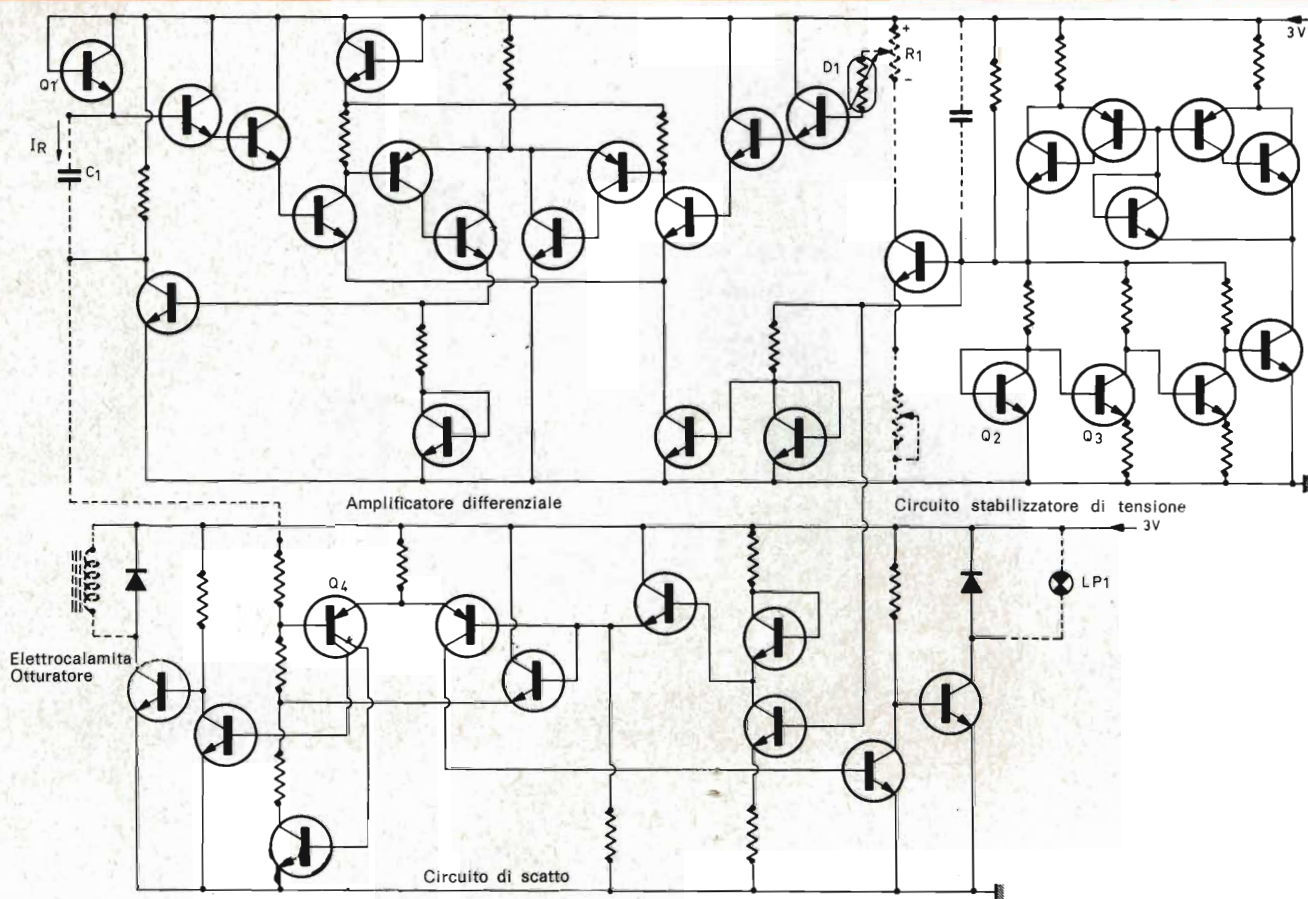 3V
Q1
D1
R1
+
-
IR
C1
Q2
Q3
Amplificatore differenziale
Circuito stabilizzatore di tensione
3V
Q4
LP1
Elettrocalamita
Otturatore
Circuito di scatto